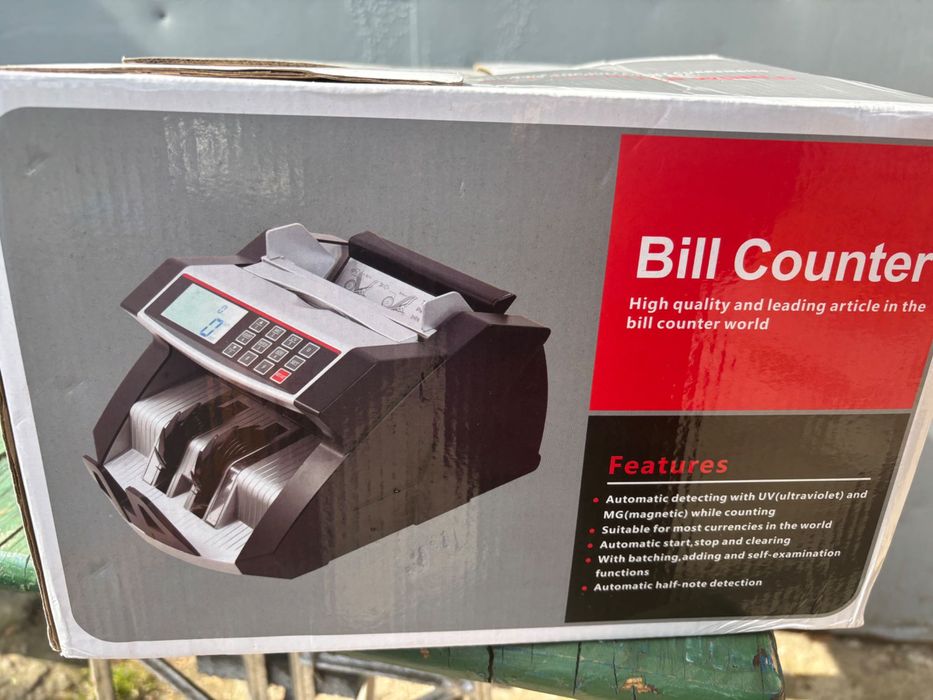 Bill Counter
High quality and leading article in the
bill counter world
Features
Automatic detecting with UV(ultraviolet) and
MG(magnetic) while counting
Suitable for most currencies in the world
Automatic start,stop and clearing
With batching,adding and self-examination
functions
Automatic half-note detection